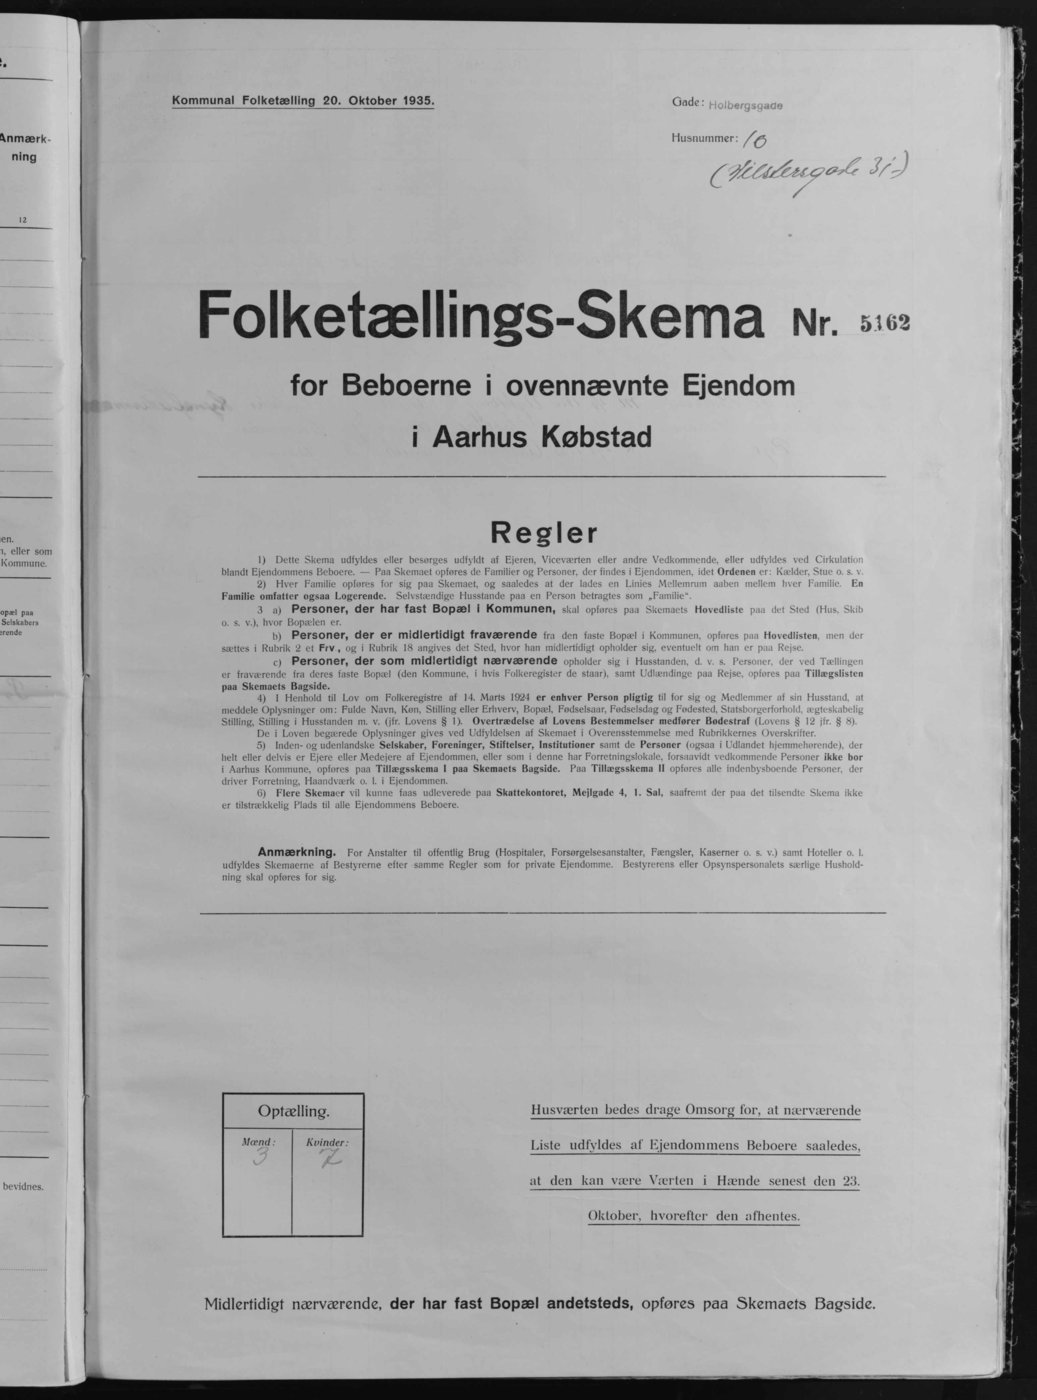 Anmærk-
ning
12
en.
n, eller som
Kommune.
opæl paa
Selskabers
erende
bevidnes.
Kommunal Folketælling 20. Oktober 1935.
Gade: Holbergsgade
Husnummer: 10
Folketællings-Skema Nr. 5162
for Beboerne i ovennævnte Ejendom
i Aarhus Købstad
Regler
1) Dette Skema udfyldes eller besørges udfyldt af Ejeren, Viceværten eller andre Vedkommende, eller udfyldes ved Cirkulation
blandt Ejendommens Beboere. — Paa Skemaet opføres de Familier og Personer, der findes i Ejendommen, idet Ordenen er: Kælder, Stue o. s. v.
2) Hver Familie opføres for sig paa Skemaet, og saaledes at der lades en Linies Mellemrum aaben mellem hver Familie. En
Familie omfatter ogsaa Logerende. Selvstændige Husstande paa en Person betragtes som „Familie“.
3 a) Personer, der har fast Bopæl i Kommunen, skal opføres paa Skemaets Hovedliste paa det Sted (Hus, Skib
o. s. v.), hvor Bopælen er.
b) Personer, der er midlertidigt fraværende fra den faste Bopæl i Kommunen, opføres paa Hovedlisten, men der
sættes i Rubrik 2 et Frv., og i Rubrik 18 angives det Sted, hvor han midlertidigt opholder sig, eventuelt om han er paa Rejse.
c) Personer, der som midlertidigt nærværende opholder sig i Husstanden, d. v. s. Personer, der ved Tællingen
er fraværende fra deres faste Bopæl (den Kommune, i hvis Folkeregister de staar), samt Udlændinge paa Rejse, opføres paa Tillægslisten
paa Skemaets Bagside.
4) I Henhold til Lov om Folkeregistre af 14. Marts 1924 er enhver Person pligtig til for sig og Medlemmer af sin Husstand, at
meddele Oplysninger om: Fulde Navn, Køn, Stilling eller Erhverv, Bopæl, Fødselsaar, Fødselsdag og Fødested, Statsborgerforhold, ægteskabelig
Stilling, Stilling i Husstanden m. v. (jfr. Lovens § 1). Overtrædelse af Lovens Bestemmelser medfører Bødestraf (Lovens § 12 jfr. § 8).
De i Loven begærede Oplysninger gives ved Udfyldelsen af Skemaet i Overensstemmelse med Rubrikkernes Overskrifter.
5) Inden- og udenlandske Selskaber, Foreninger, Stiftelser, Institutioner samt de Personer (ogsaa i Udlandet hjemmehørende), der
helt eller delvis er Ejere eller Medejere af Ejendommen, eller som i denne har Forretningslokale, forsaavidt vedkommende Personer ikke bor
i Aarhus Kommune, opføres paa Tillægsskema I paa Skemaets Bagside. Paa Tillægsskema II opføres alle indenbysboende Personer, der
driver Forretning, Haandværk o. l. i Ejendommen.
6) Flere Skemaer vil kunne faas udleverede paa Skattekontoret, Mejlgade 4, 1. Sal, saafremt der paa det tilsendte Skema ikke
er tilstrækkelig Plads til alle Ejendommens Beboere.
Anmærkning. For Anstalter til offentlig Brug (Hospitaler, Forsørgelsesanstalter, Fængsler, Kaserner o. s. v.) samt Hoteller o. l.
udfyldes Skemaerne af Bestyrerne efter samme Regler som for private Ejendomme. Bestyrerens eller Opsynspersonalets særlige Hushold-
ning skal opføres for sig.
Optælling.
Mænd: Kvinder:
3 7
Husværten bedes drage Omsorg for, at nærværende
Liste udfyldes af Ejendommens Beboere saaledes,
at den kan være Værten i Hænde senest den 23.
Oktober, hvorefter den afhentes.
Midlertidigt nærværende, der har fast Bopæl andetsteds, opføres paa Skemaets Bagside.